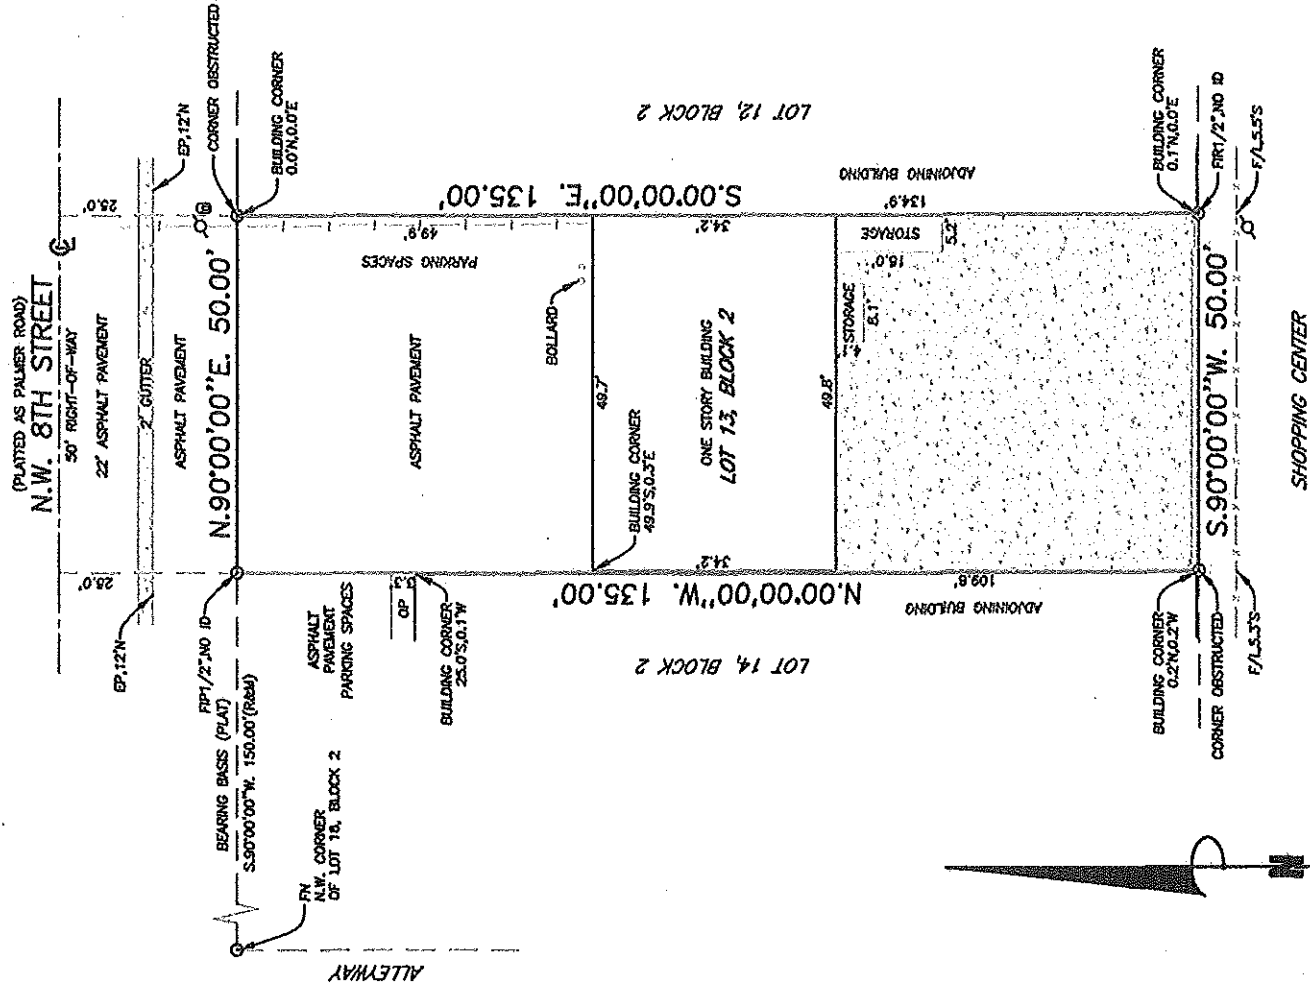 (PLATTED AS PALMER ROAD)
N.W. 8TH STREET
50' RIGHT-OF-WAY
22' ASPHALT PAVEMENT
25.0'
25.0'
2' GUTTER
ASPHALT PAVEMENT
EP,12'N
EP,12'N
CORNER OBSTRUCTED
BUILDING CORNER
0.0'N,0.0'E
N.90°00'00"E. 50.00'
FIP1/2",NO ID
BEARING BASIS (PLAT)
S.90°00'00"W. 150.00'(R&M)
FN
N.W. CORNER
OF LOT 18, BLOCK 2
ALLEYWAY
ASPHALT
PAVEMENT
PARKING SPACES
OP
3.3'
BUILDING CORNER
25.0'S,0.1'W
PARKING SPACES
49.9'
ASPHALT PAVEMENT
BOLLARD
S.00°00'00"E. 135.00'
LOT 12, BLOCK 2
49.7'
BUILDING CORNER
49.9'S,0.3'E
ONE STORY BUILDING
LOT 13, BLOCK 2
34.2'
34.2'
49.8'
N.00°00'00"W. 135.00'
LOT 14, BLOCK 2
STORAGE
8.1'
STORAGE
16.0'
5.2'
ADJOINING BUILDING
134.9'
ADJOINING BUILDING
109.8'
BUILDING CORNER
0.1'N,0.0'E
FIR1/2",NO ID
F/L,5.5'S
BUILDING CORNER
0.2'N,0.2'W
CORNER OBSTRUCTED
F/L,5.3'S
S.90°00'00"W. 50.00'
SHOPPING CENTER
N